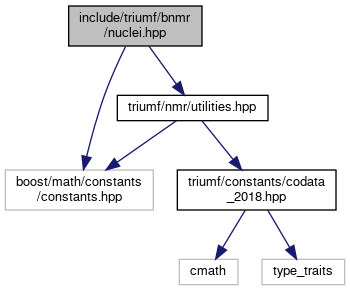 include/triumf/bnmr
/nuclei.hpp
triumf/nmr/utilities.hpp
boost/math/constants
/constants.hpp
triumf/constants/codata
_2018.hpp
cmath
type_traits